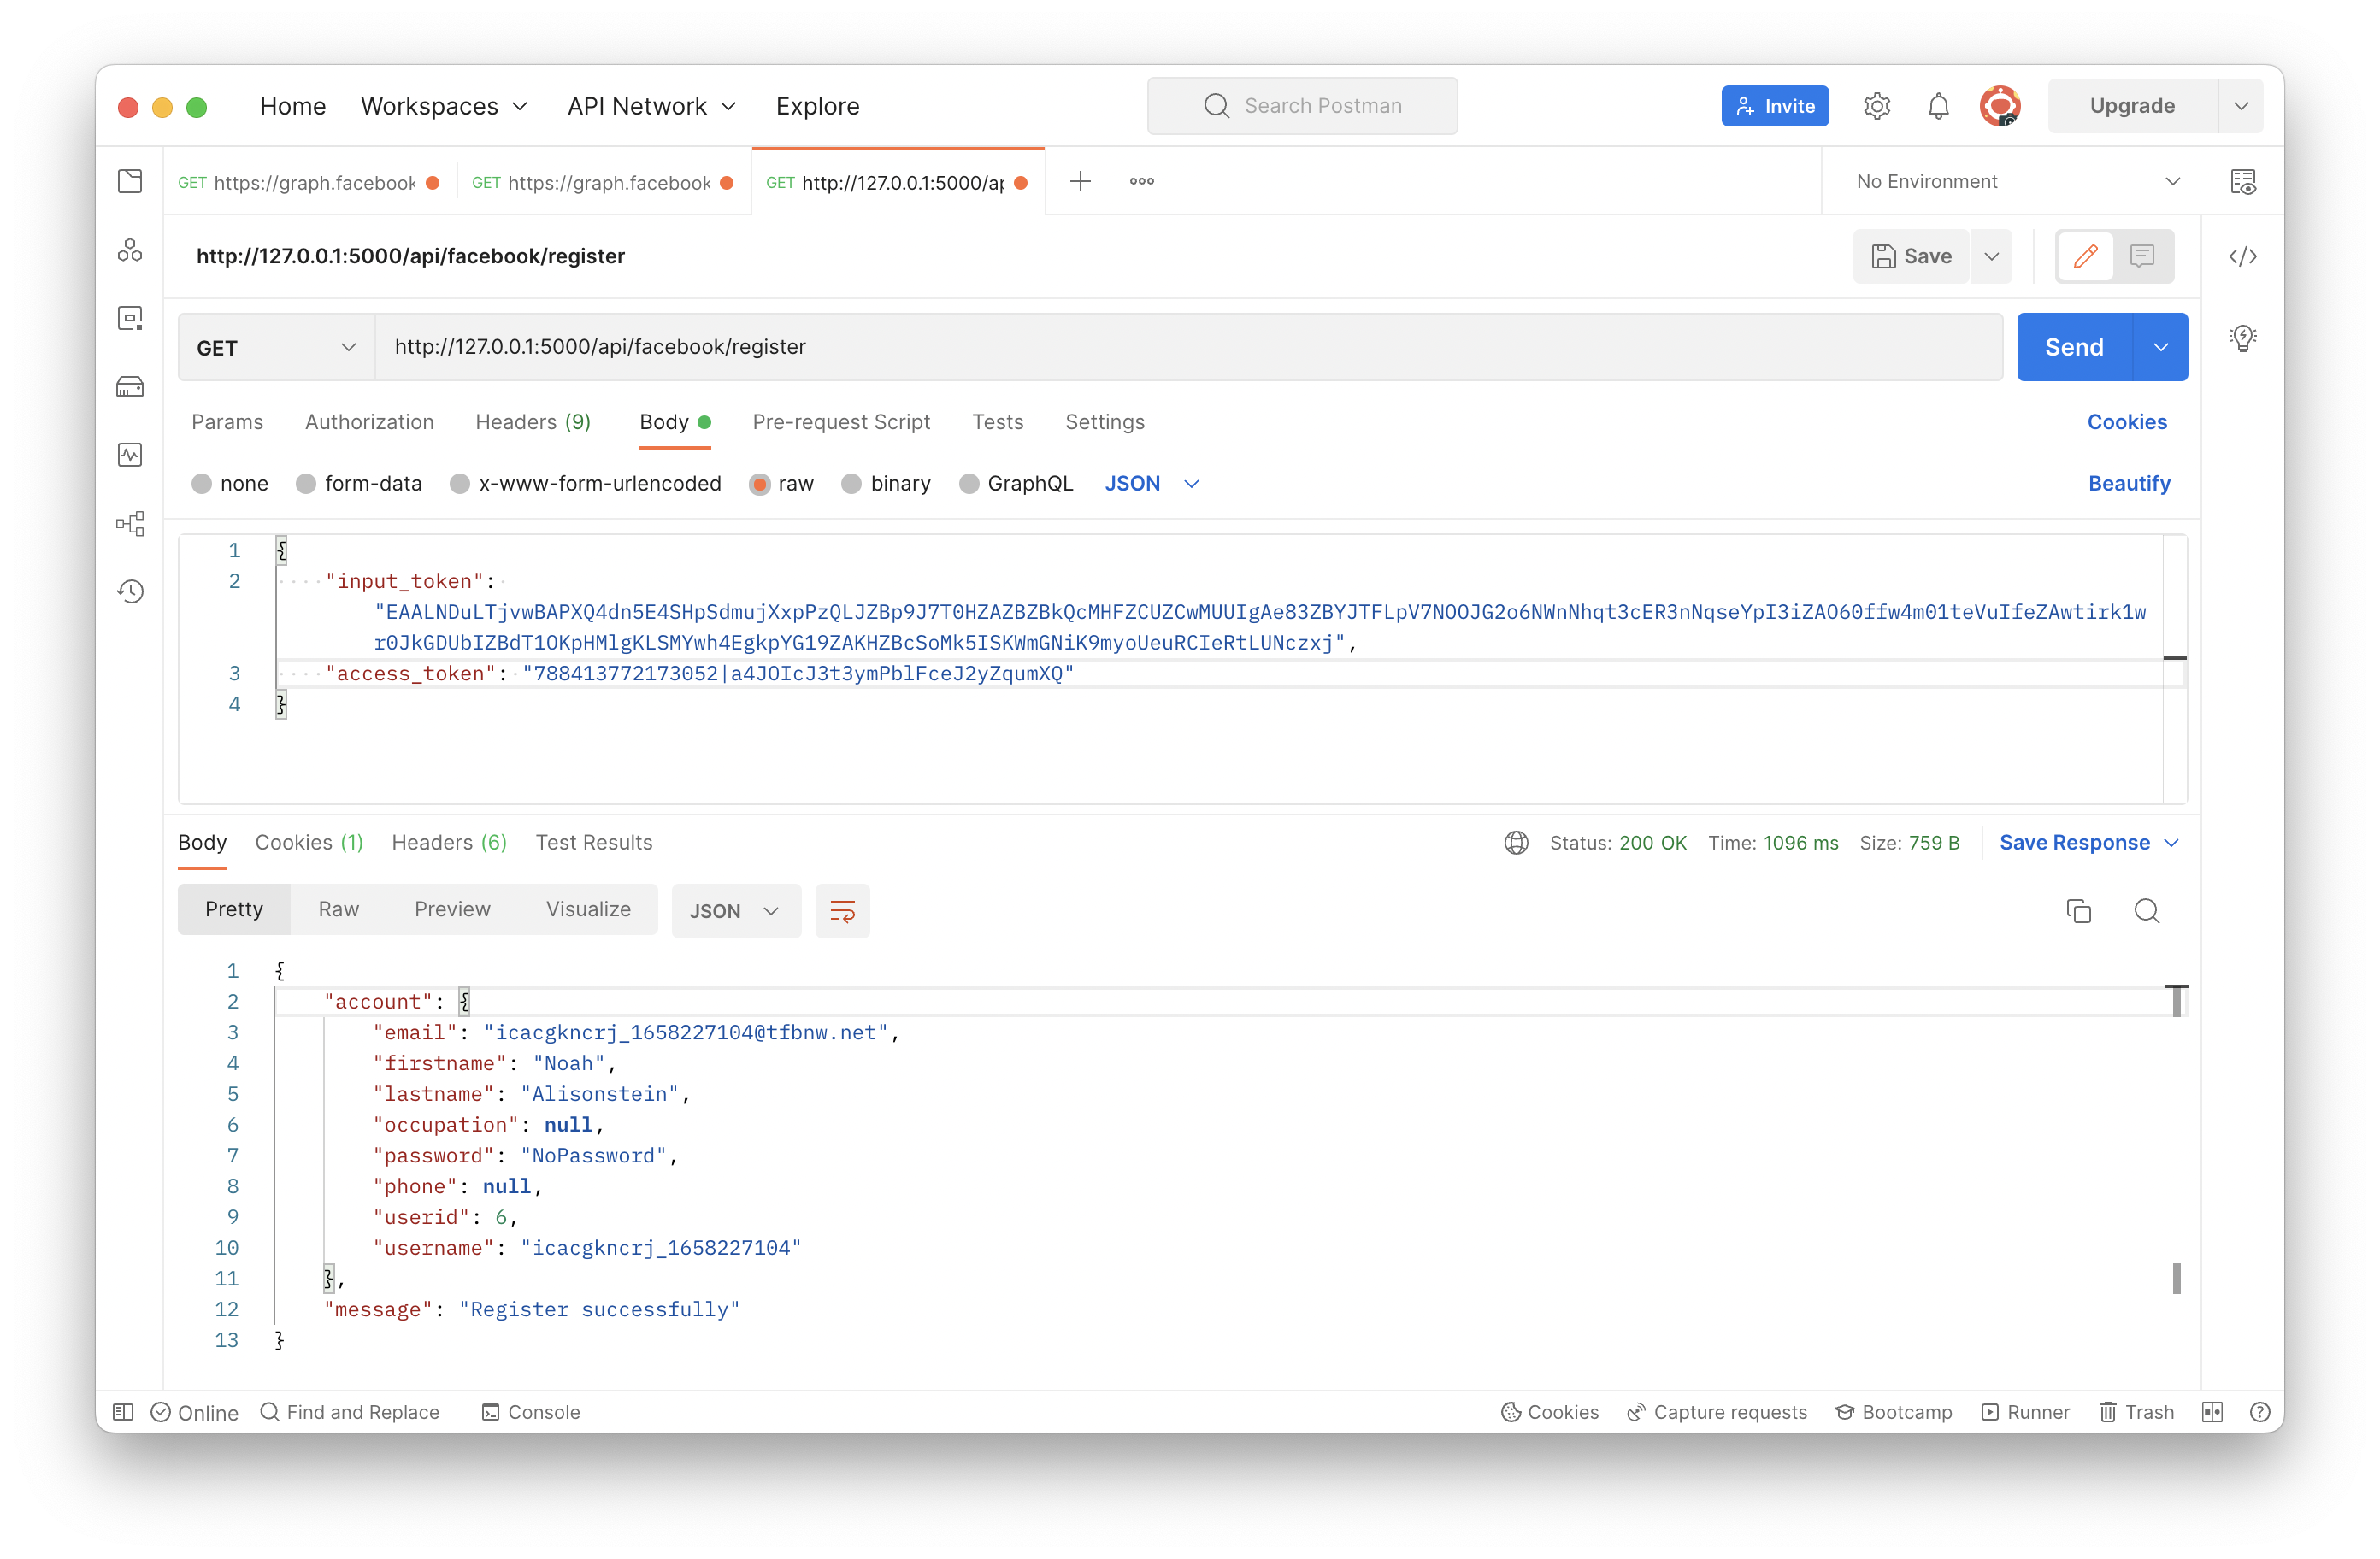 Home Workspaces API Network Explore Search Postman Invite Upgrade
GET https://graph.facebook GET https://graph.facebook GET http://127.0.0.1:5000/ap No Environment
http://127.0.0.1:5000/api/facebook/register Save
GET http://127.0.0.1:5000/api/facebook/register Send
Params Authorization Headers (9) Body Pre-request Script Tests Settings Cookies
none form-data x-www-form-urlencoded raw binary GraphQL JSON Beautify
1 {
2 "input_token":
"EAALNDuLTjvwBAPXQ4dn5E4SHpSdmujXxpPzQLJZBp9J7T0HZAZBZBkQcMHFZCUZCwMUUIgAe83ZBYJTFLpV7NOOJG2o6NWnNhqt3cER3nNqseYpI3iZAO60ffw4m01teVuIfeZAwtirk1w
r0JkGDUbIZBdT1OKpHMlgKLSMYwh4EgkpYG19ZAKHZBcSoMk5ISKWmGNiK9myoUeuRCIeRtLUNczxj",
3 "access_token": "788413772173052|a4JOIcJ3t3ymPblFceJ2yZqumXQ"
4 }
Body Cookies (1) Headers (6) Test Results Status: 200 OK Time: 1096 ms Size: 759 B Save Response
Pretty Raw Preview Visualize JSON
1 {
2 "account": {
3 "email": "icacgkncrj_1658227104@tfbnw.net",
4 "firstname": "Noah",
5 "lastname": "Alisonstein",
6 "occupation": null,
7 "password": "NoPassword",
8 "phone": null,
9 "userid": 6,
10 "username": "icacgkncrj_1658227104"
11 },
12 "message": "Register successfully"
13 }
Online Find and Replace Console Cookies Capture requests Bootcamp Runner Trash